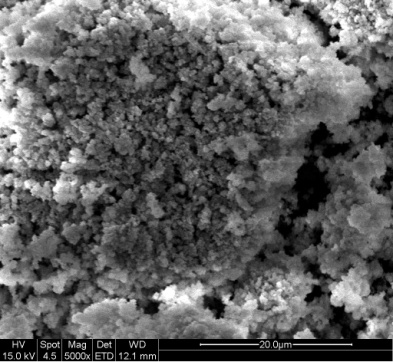 HV Spot Mag Det WD
15.0 kV 4.5 5000x ETD 12.1 mm 20.0µm